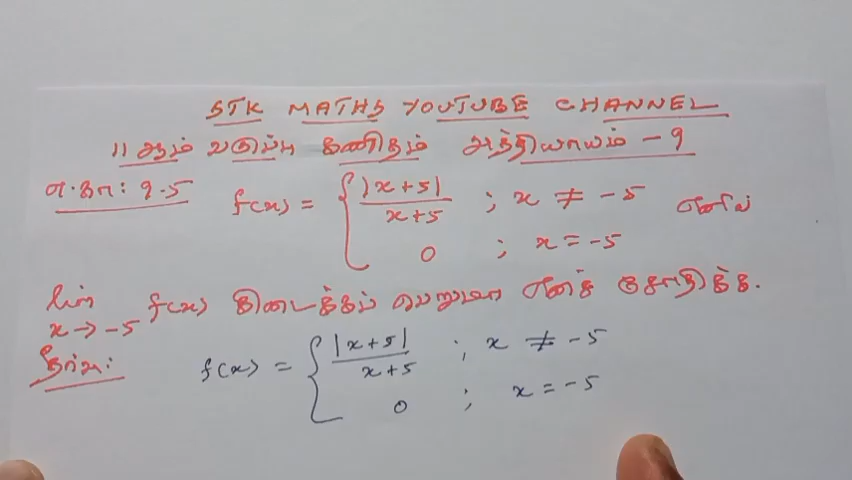 STK MATHS YOUTUBE CHANNEL
11 ஆம் வகுப்பு கணிதம் அத்தியாயம் - 9
எ.கா: 9.5 f(x) = { |x+5| / x+5 ; x ≠ -5 எனில்
0 ; x = -5
lim x → -5 f(x) கிடைக்கப் பெறுமா எனச் சோதிக்க.
தீர்வு: f(x) = { |x+5| / x+5 ; x ≠ -5
0 ; x = -5